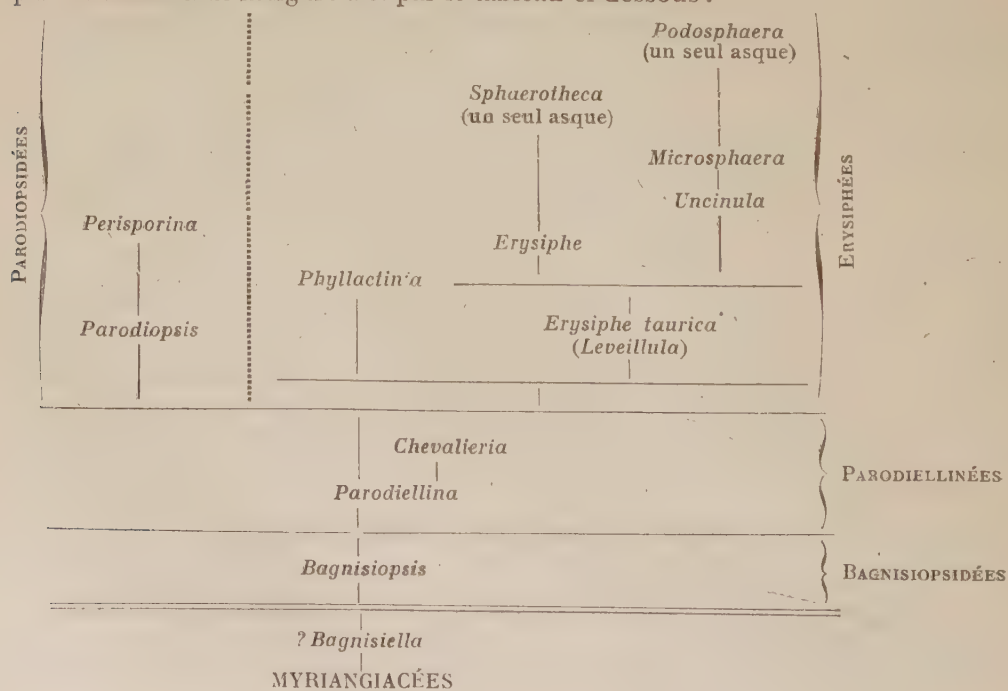 Podosphaera
(un seul asque)
Sphaerotheca
(un seul asque)
PARODIOPSIDÉES
Microsphaera
ERYSIPHÉES
Uncinula
Perisporina
Erysiphe
Phyllactinia
Parodiopsis
Erysiphe taurica
(Leveillula)
Chevalieria
PARODIELLINÉES
Parodiellina
Bagnisiopsis
BAGNISIOPSIDÉES
? Bagnisiella
MYRIANGIACÉES